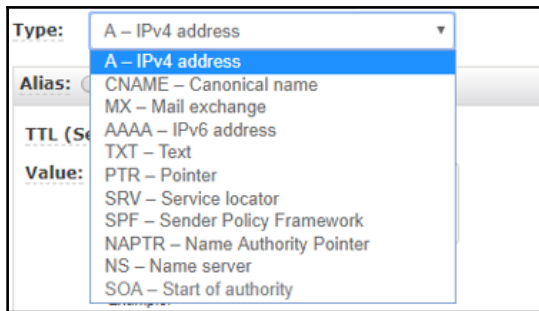 Type: A – IPv4 address
A – IPv4 address
Alias: CNAME – Canonical name
MX – Mail exchange
TTL (Se AAAA – IPv6 address
TXT – Text
Value: PTR – Pointer
SRV – Service locator
SPF – Sender Policy Framework
NAPTR – Name Authority Pointer
NS – Name server
SOA – Start of authority